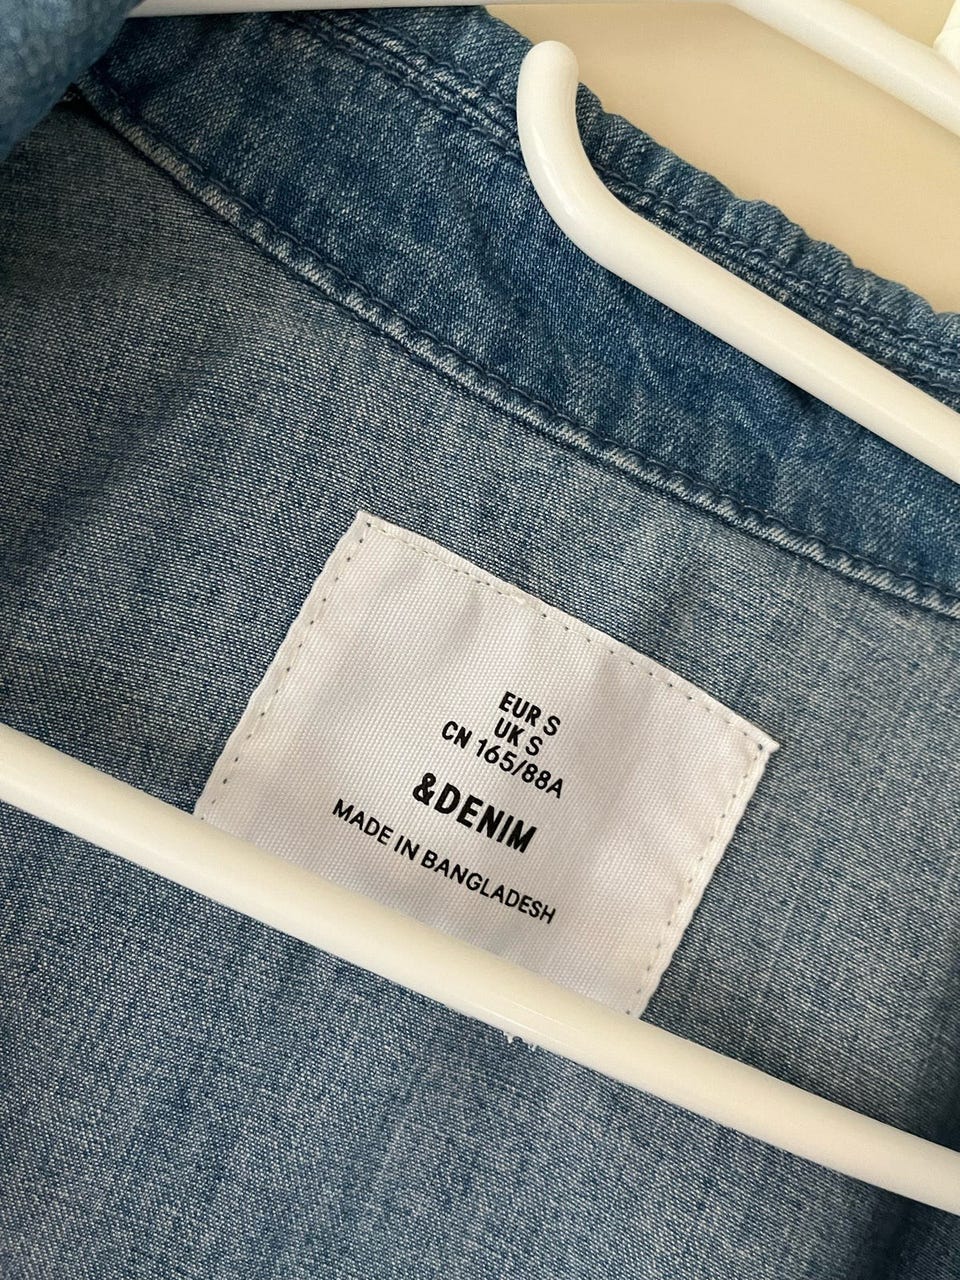 EUR S
UK S
CN 165/88A
&DENIM
MADE IN BANGLADESH